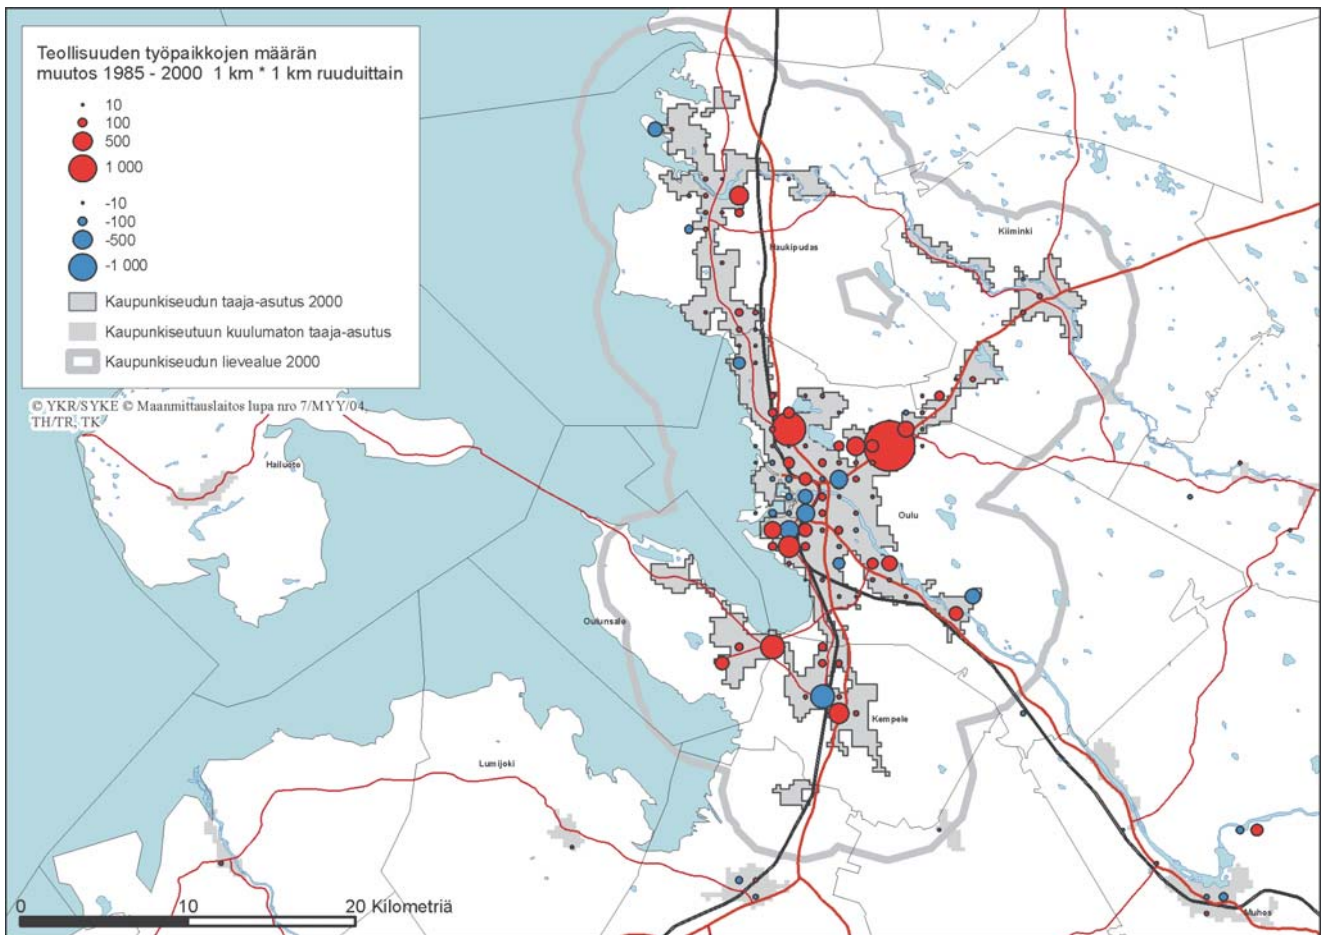 Teollisuuden työpaikkojen määrän
muutos 1985 - 2000 1 km * 1 km ruuduittain
10
100
500
1 000
-10
-100
-500
-1 000
Kaupunkiseudun taaja-asutus 2000
Kaupunkiseutuun kuulumaton taaja-asutus
Kaupunkiseudun lievealue 2000
© YKR/SYKE © Maanmittauslaitos lupa nro 7/MYY/04,
TH/TR, TK
Kiiminki
Haukipudas
Hailuoto
Oulu
Oulunsalo
Kempele
Lumijoki
Muhos
0 10 20 Kilometriä